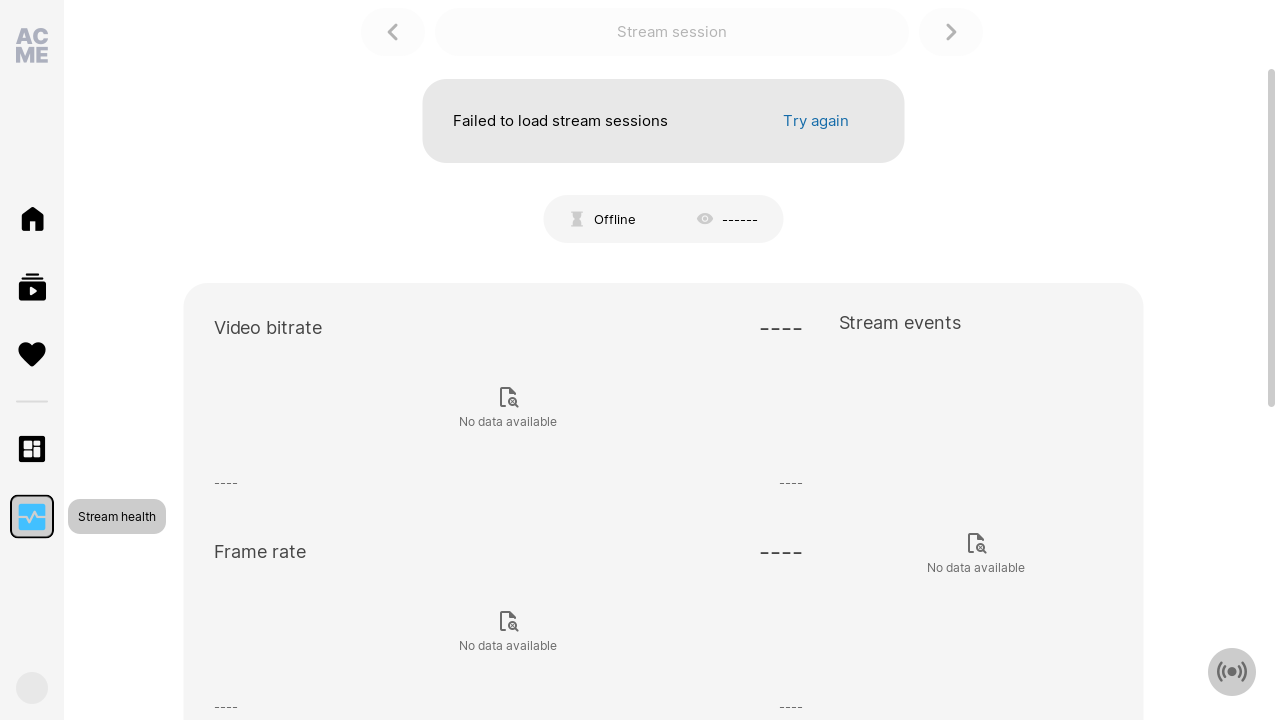 AC
ME
Stream session
Failed to load stream sessions
Try again
Offline
------
Video bitrate
----
No data available
----
----
Stream events
No data available
Stream health
Frame rate
----
No data available
----
----